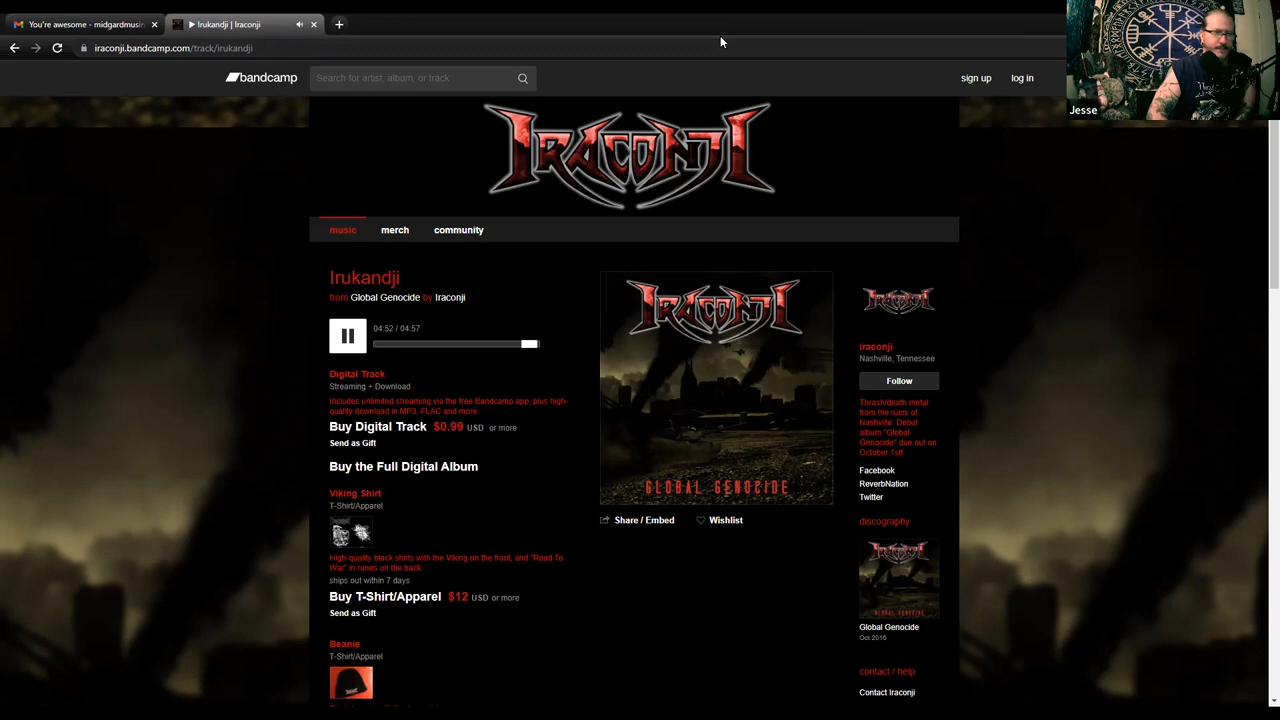 You're awesome - midgardmusi
Irukandji | Iraconji
iraconji.bandcamp.com/track/irukandji
bandcamp
Search for artist, album, or track
sign up
log in
Jesse
IRACONJI
music
merch
community
Irukandji
from Global Genocide by Iraconji
04:52 / 04:57
Digital Track
Streaming + Download
Includes unlimited streaming via the free Bandcamp app, plus high-
quality download in MP3, FLAC and more.
Buy Digital Track $0.99 USD or more
Send as Gift
Buy the Full Digital Album
Viking Shirt
T-Shirt/Apparel
High-quality black shirts with the Viking on the front, and "Road To
War" in runes on the back.
ships out within 7 days
Buy T-Shirt/Apparel $12 USD or more
Send as Gift
Beanie
T-Shirt/Apparel
IRACONJI
GLOBAL GENOCIDE
Share / Embed
Wishlist
IRACONJI
Iraconji
Nashville, Tennessee
Follow
Thrash/death metal
from the ruins of
Nashville. Debut
album "Global
Genocide" due out on
October 1st!
Facebook
ReverbNation
Twitter
discography
IRACONJI
GLOBAL GENOCIDE
Global Genocide
Oct 2016
contact / help
Contact Iraconji